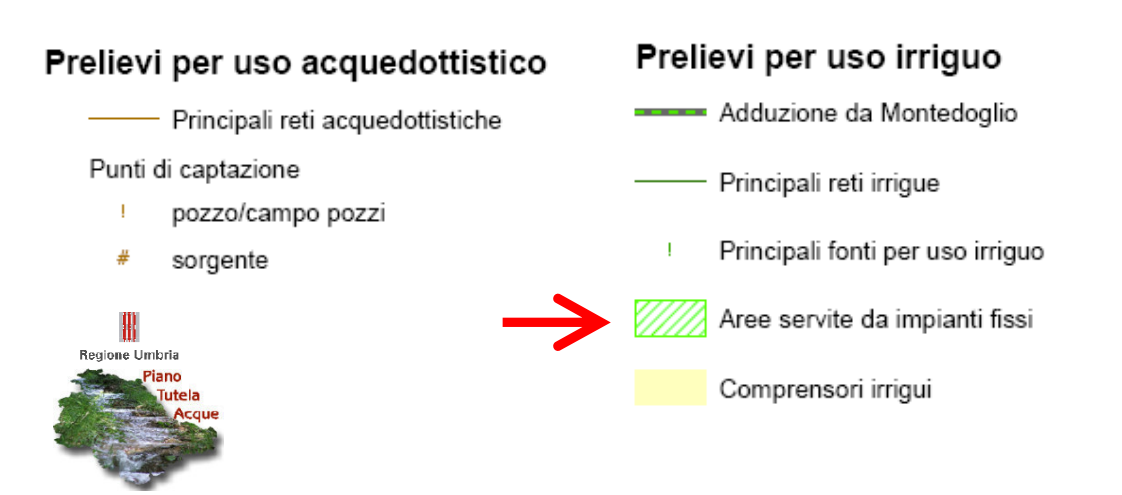 Prelievi per uso acquedottistico
Principali reti acquedottistiche
Punti di captazione
! pozzo/campo pozzi
# sorgente
Regione Umbria
Piano
Tutela
Acque
Prelievi per uso irriguo
Adduzione da Montedoglio
Principali reti irrigue
! Principali fonti per uso irriguo
Aree servite da impianti fissi
Comprensori irrigui